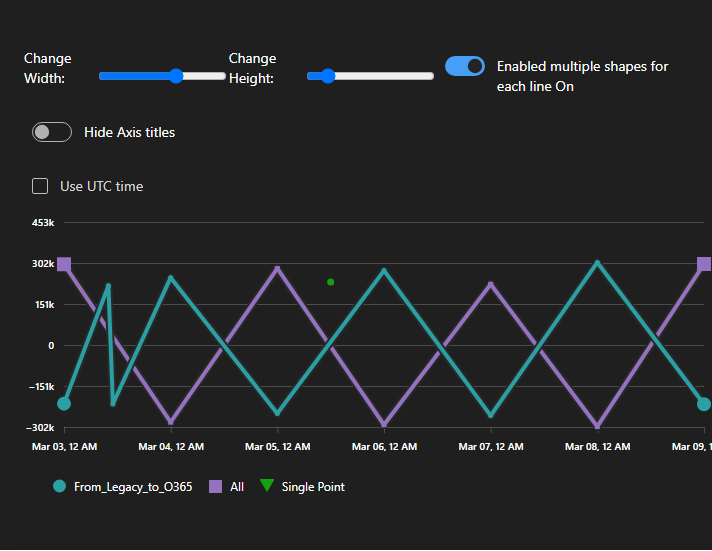 Change
Width:
Change
Height:
Enabled multiple shapes for
each line On
Hide Axis titles
Use UTC time
453k
302k
151k
0
−151k
−302k
Mar 03, 12 AM
Mar 04, 12 AM
Mar 05, 12 AM
Mar 06, 12 AM
Mar 07, 12 AM
Mar 08, 12 AM
Mar 09, 1
From_Legacy_to_O365
All
Single Point